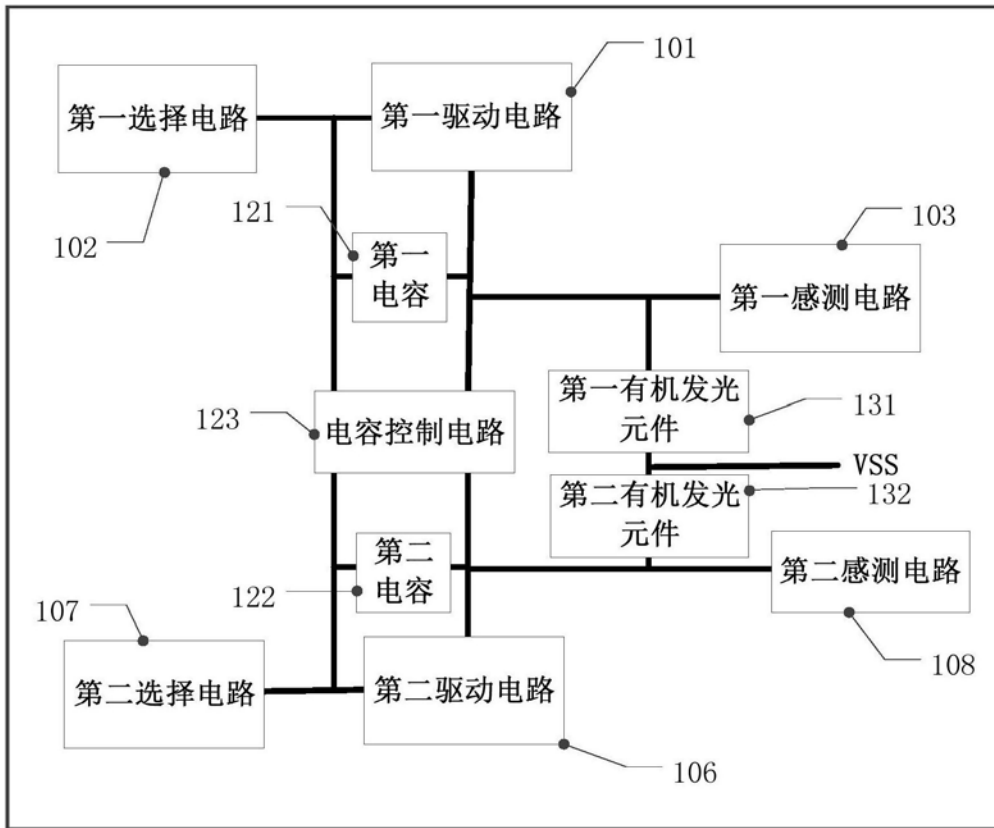 101
第一选择电路
第一驱动电路
102
121
第一
电容
103
第一感测电路
第一有机发光
元件
131
123
电容控制电路
VSS
132
第二有机发光
元件
第二
电容
122
第二感测电路
107
108
第二选择电路
第二驱动电路
106